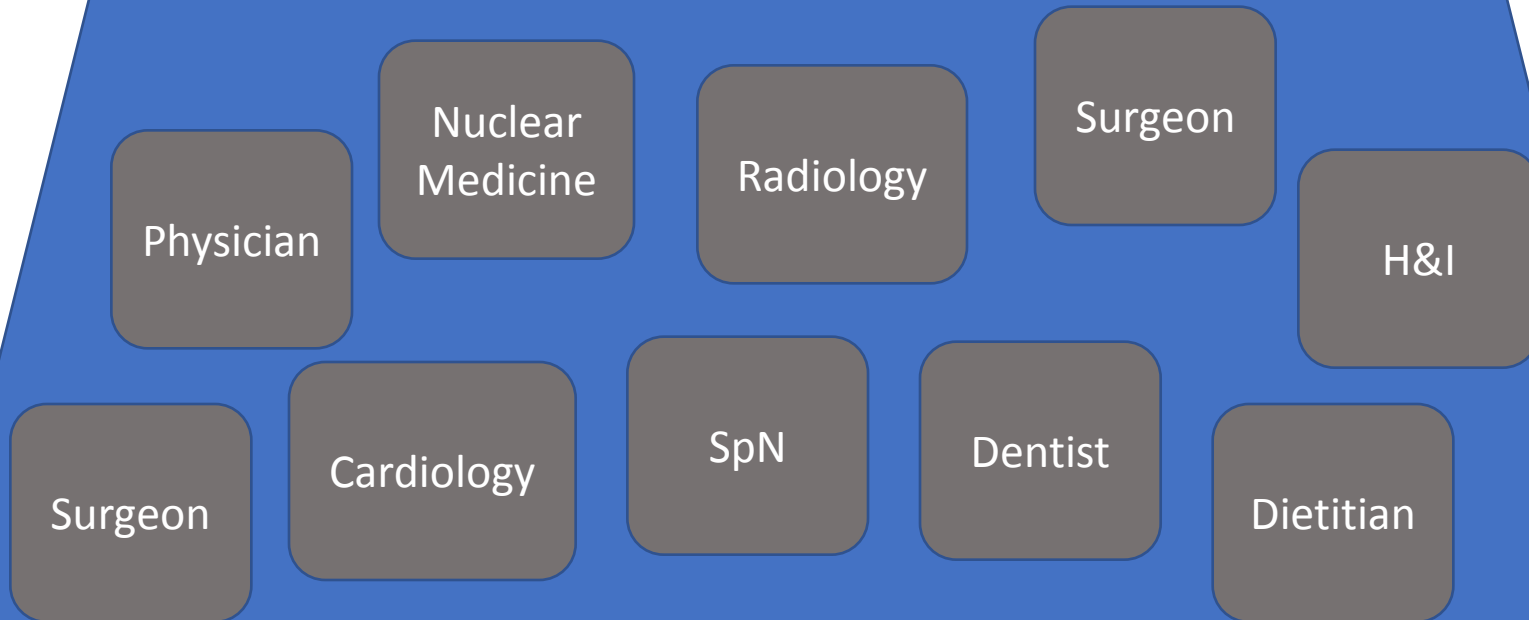 Nuclear
Medicine
Radiology
Surgeon
Physician
H&I
Surgeon
Cardiology
SpN
Dentist
Dietitian